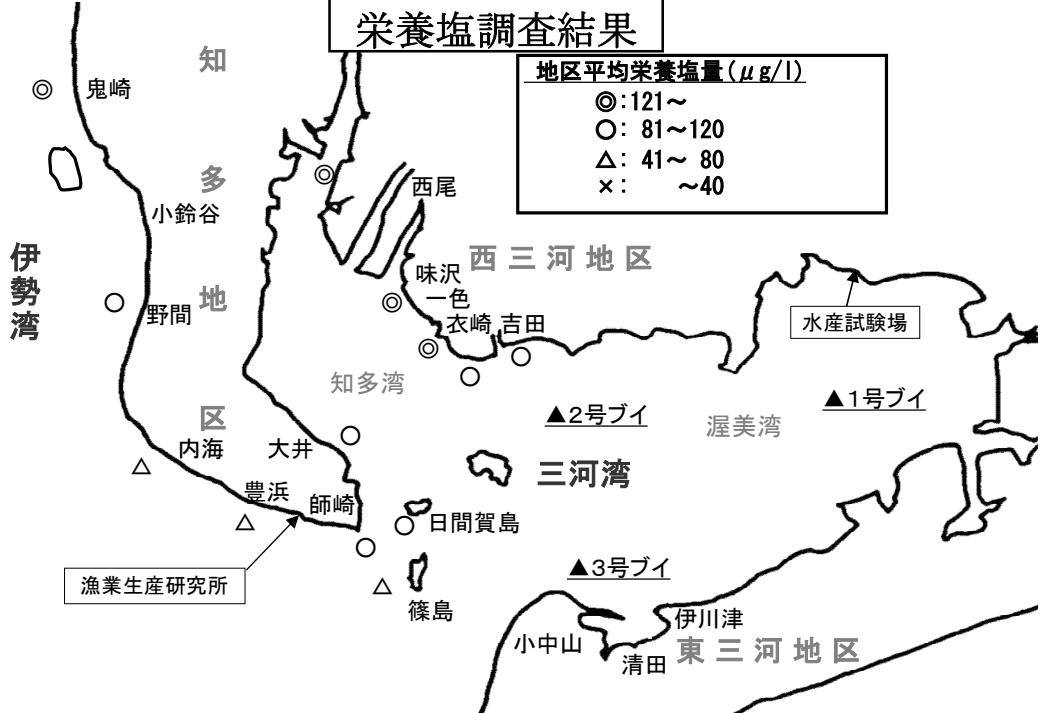 栄養塩調査結果
地区平均栄養塩量(μg/l)
◎:121~
○: 81~120
△: 41~ 80
×: ~40
知多地区
鬼崎
小鈴谷
伊勢湾
野間
内海
大井
豊浜
師崎
漁業生産研究所
西尾
西三河地区
味沢
一色
衣崎
吉田
知多湾
水産試験場
▲1号ブイ
▲2号ブイ
渥美湾
三河湾
日間賀島
篠島
▲3号ブイ
小中山
清田
伊川津
東三河地区